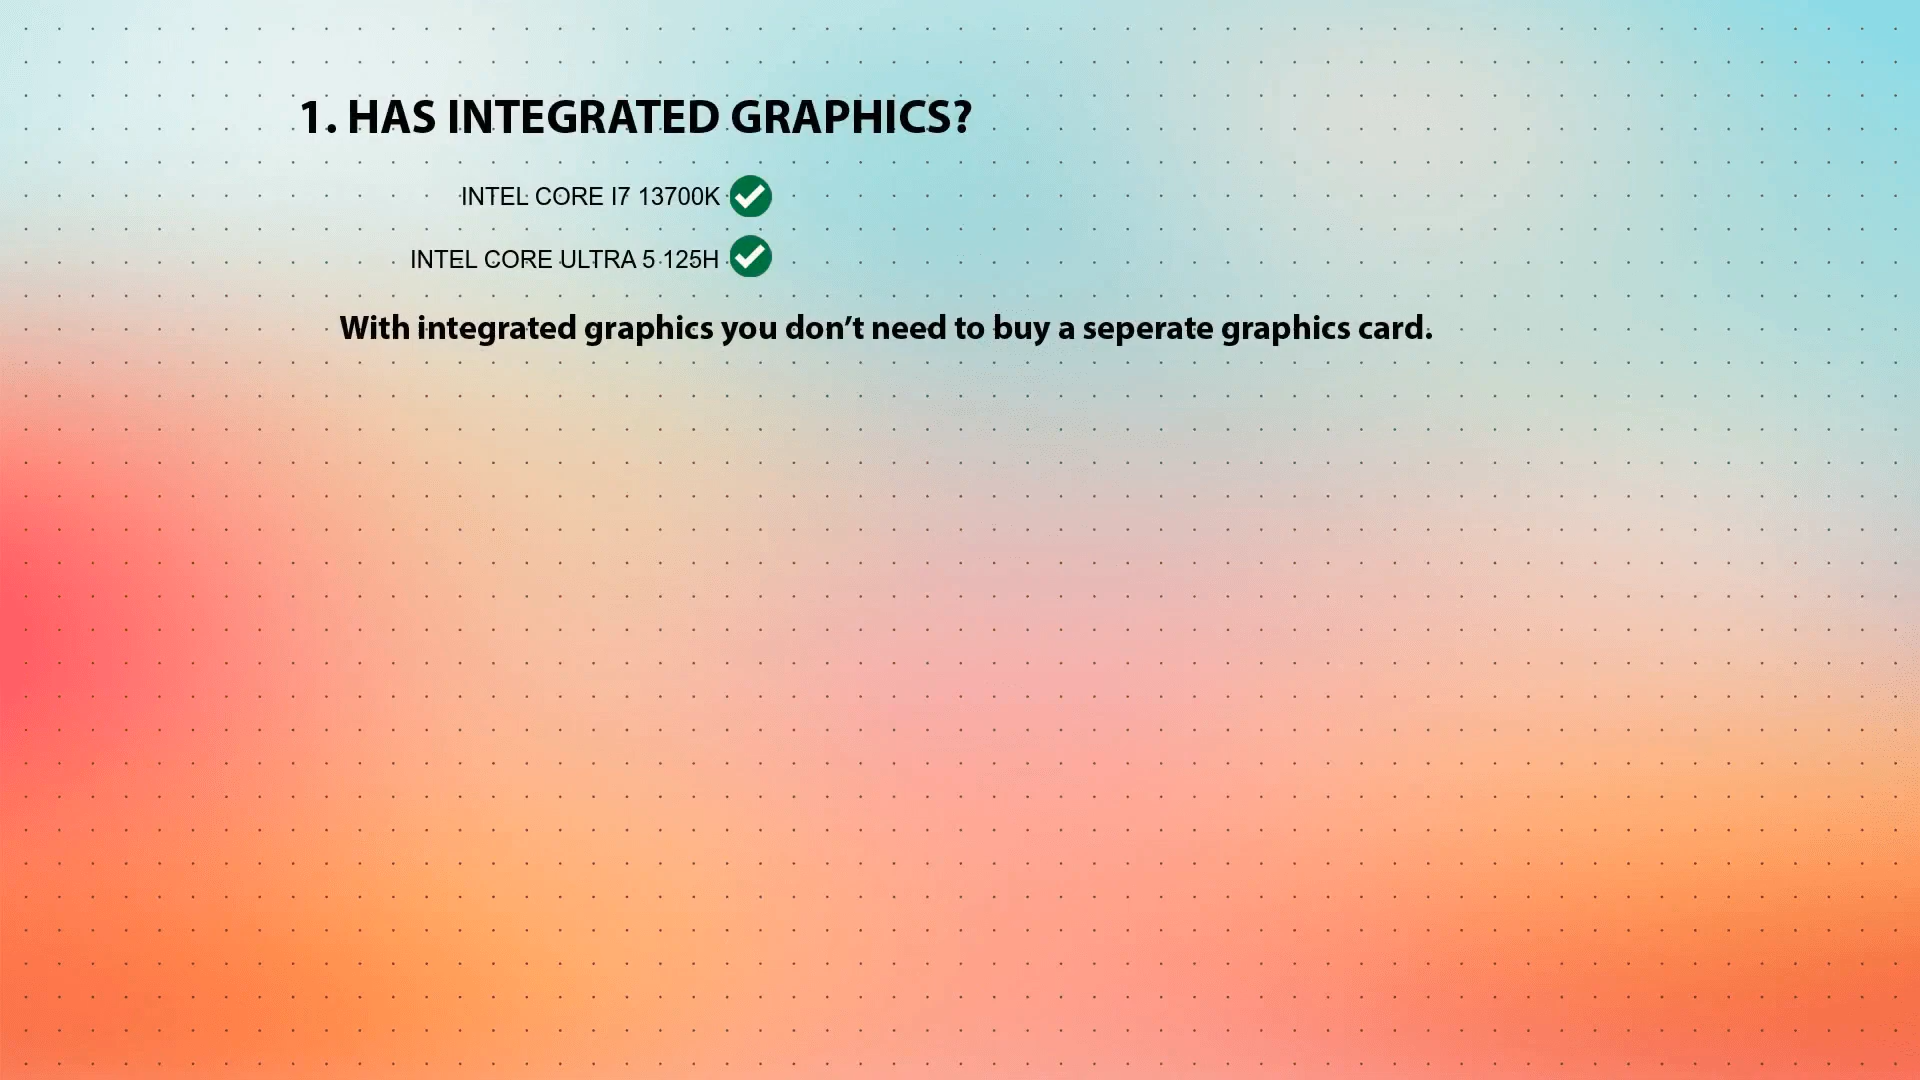 1. HAS INTEGRATED GRAPHICS?
INTEL CORE I7 13700K
INTEL CORE ULTRA 5 125H
With integrated graphics you don’t need to buy a seperate graphics card.